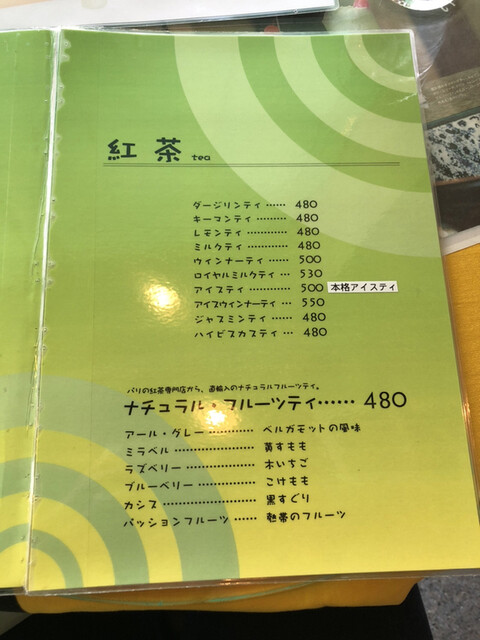 紅茶 tea
ダージリンティ …… 480
キーマンティ ……… 480
レモンティ ………… 480
ミルクティ ………… 480
ウインナーティ …… 500
ロイヤルミルクティ … 530
アイスティ ………… 500 本格アイスティ
アイスウインナーティ … 550
ジャスミンティ …… 480
ハイビスカスティ … 480
パリの紅茶専門店から、直輸入のナチュラルフルーツティ。
ナチュラル・フルーツティ …… 480
アール・グレー ………… ベルガモットの風味
ミラベル ………………… 黄すもも
ラズベリー ……………… 木いちご
ブルーベリー …………… こけもも
カシス …………………… 黒すぐり
パッションフルーツ …… 熱帯のフルーツ